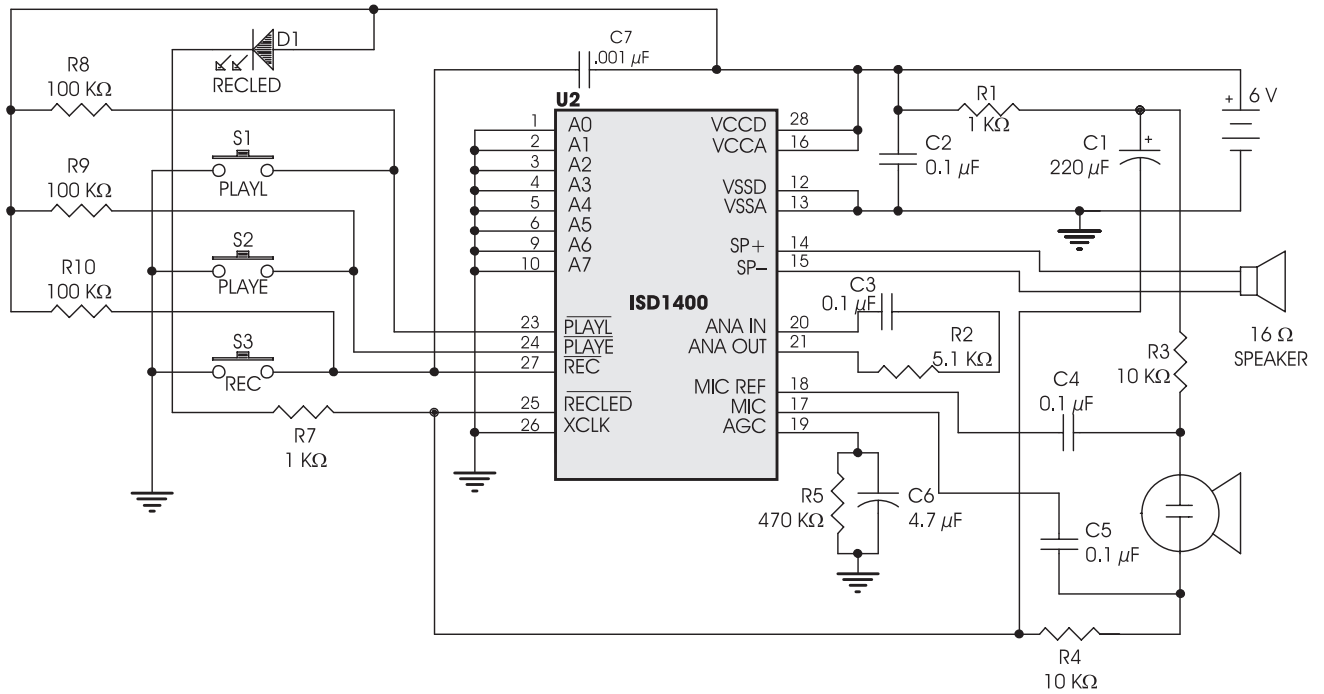 D1
RECLED
C7
.001 µF
R8
100 KΩ
S1
PLAYL
R9
100 KΩ
S2
PLAYE
R10
100 KΩ
S3
REC
R7
1 KΩ
U2
ISD1400
1 A0
2 A1
3 A2
4 A3
5 A4
6 A5
9 A6
10 A7
23 PLAYL
24 PLAYE
27 REC
25 RECLED
26 XCLK
VCCD 28
VCCA 16
VSSD 12
VSSA 13
SP+ 14
SP– 15
ANA IN 20
ANA OUT 21
MIC REF 18
MIC 17
AGC 19
R1
1 KΩ
C2
0.1 µF
C1
220 µF
+
+
6 V
C3
0.1 µF
R2
5.1 KΩ
16 Ω
SPEAKER
R3
10 KΩ
C4
0.1 µF
R5
470 KΩ
C6
4.7 µF
C5
0.1 µF
R4
10 KΩ